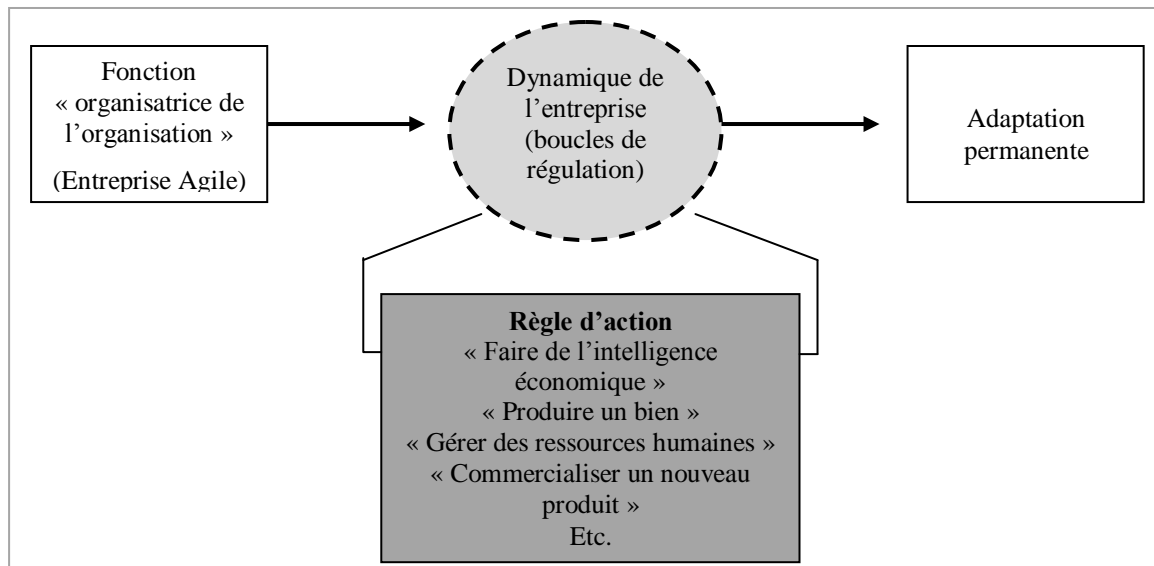 Fonction
« organisatrice de
l’organisation »
(Entreprise Agile)
Dynamique de
l’entreprise
(boucles de
régulation)
Adaptation
permanente
Règle d’action
« Faire de l’intelligence
économique »
« Produire un bien »
« Gérer des ressources humaines »
« Commercialiser un nouveau
produit »
Etc.